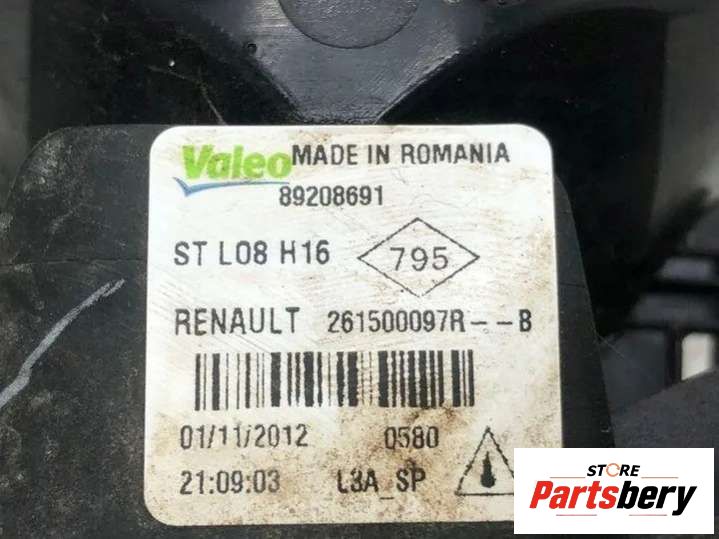 Valeo MADE IN ROMANIA
89208691
ST L08 H16 795
RENAULT 261500097R--B
01/11/2012 0580
21:09:03 L3A_SP
STORE
Partsbery